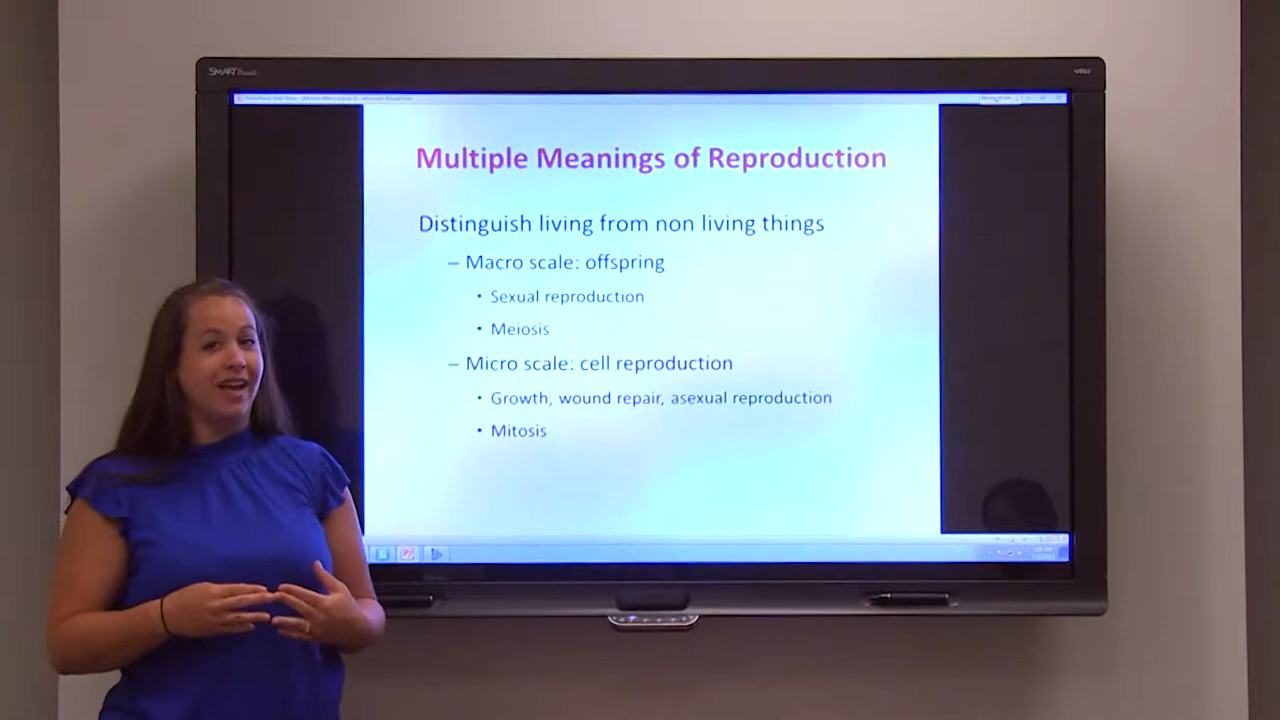 SMART Board
Multiple Meanings of Reproduction
Distinguish living from non living things
– Macro scale: offspring
• Sexual reproduction
• Meiosis
– Micro scale: cell reproduction
• Growth, wound repair, asexual reproduction
• Mitosis